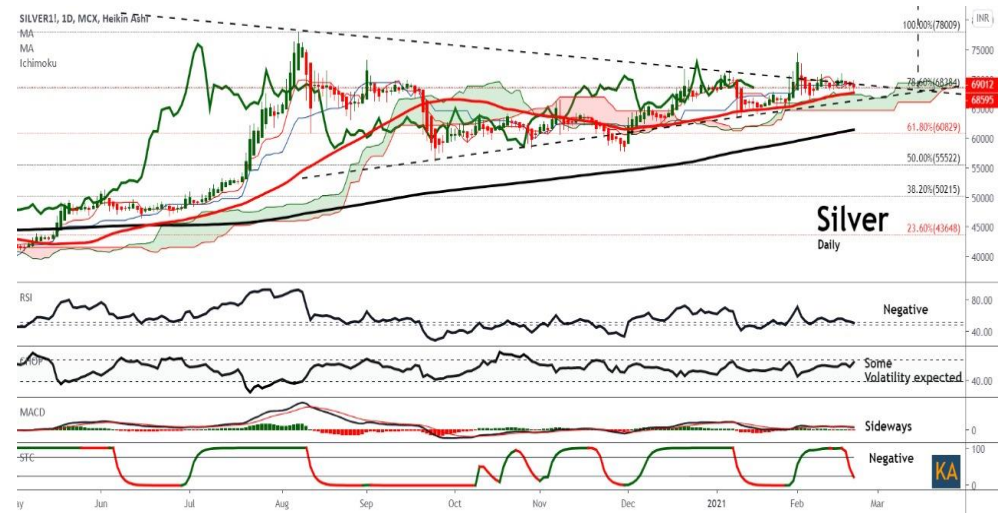 SILVER1!, 1D, MCX, Heikin Ashi
INR
MA
MA
Ichimoku
100.00%(78009)
75000
78.60%(68284)
69012
68595
61.80%(60829)
60000
50.00%(55522)
55000
38.20%(50215)
50000
23.60%(43648)
45000
40000
Silver
Daily
RSI
Negative
80.00
40.00
CHOP
Some
Volatility expected
40.00
MACD
Sideways
0
STC
Negative
100
0
KA
Jun
Jul
Aug
Sep
Oct
Nov
Dec
2021
Feb
Mar